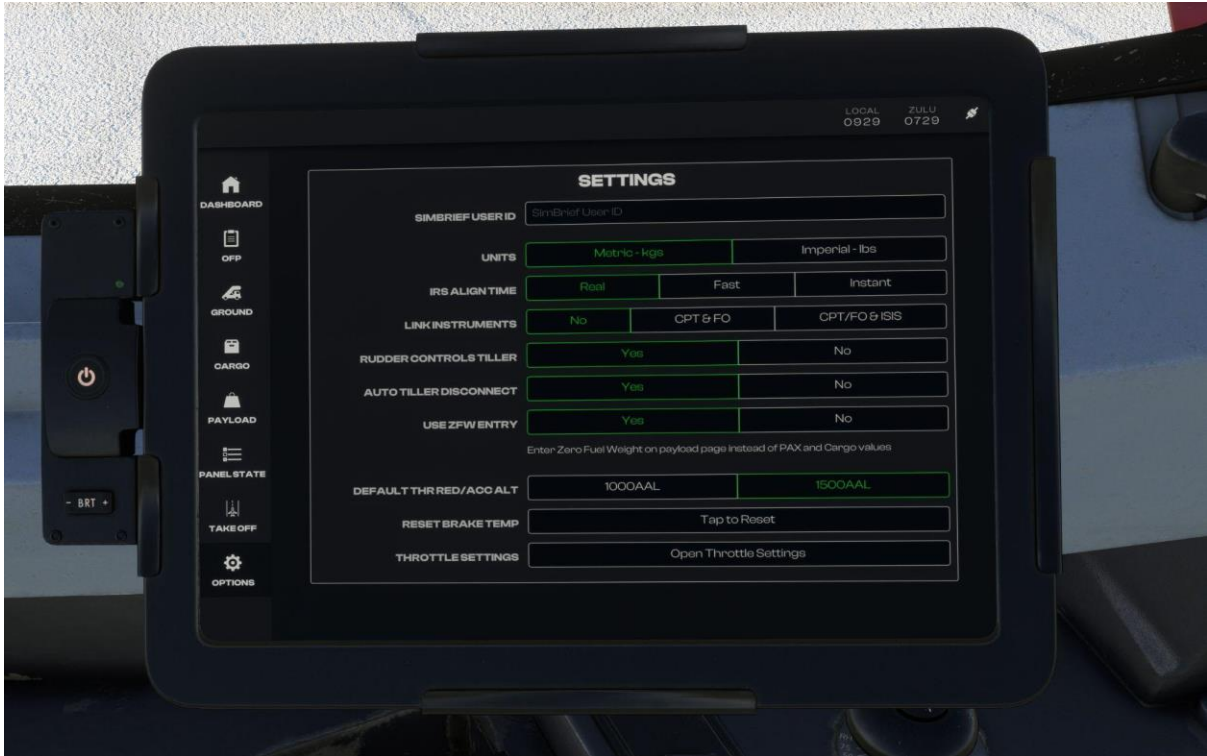 LOCAL ZULU
0929 0729
DASHBOARD
OFP
GROUND
CARGO
PAYLOAD
PANEL STATE
TAKE OFF
OPTIONS
- BRT +
SETTINGS
SIMBRIEF USER ID SimBrief User ID
UNITS Metric - kgs Imperial - lbs
IRS ALIGN TIME Real Fast Instant
LINK INSTRUMENTS No CPT & FO CPT/FO & ISIS
RUDDER CONTROLS TILLER Yes No
AUTO TILLER DISCONNECT Yes No
USE ZFW ENTRY Yes No
Enter Zero Fuel Weight on payload page instead of PAX and Cargo values
DEFAULT THR RED/ACC ALT 1000AAL 1500AAL
RESET BRAKE TEMP Tap to Reset
THROTTLE SETTINGS Open Throttle Settings